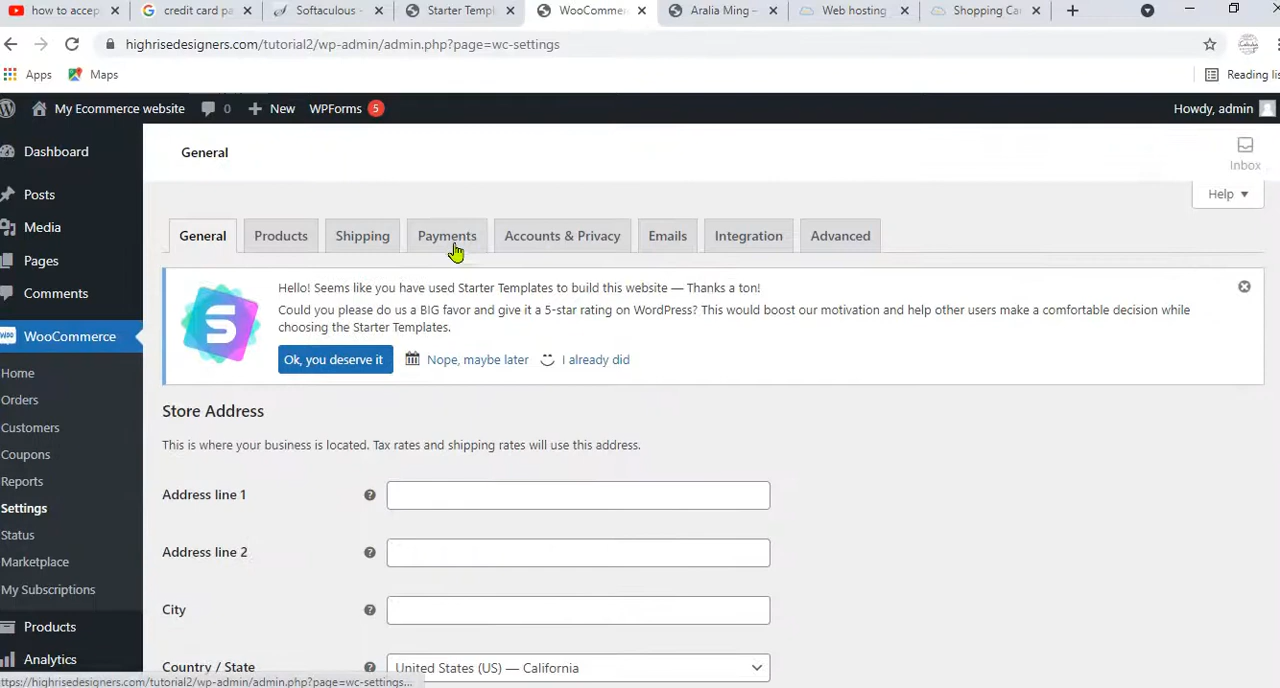 how to accep
credit card pa
Softaculous -
Starter Templ
WooCommer
Aralia Ming –
Web hosting
Shopping Ca
highrisedesigners.com/tutorial2/wp-admin/admin.php?page=wc-settings
Apps
Maps
Reading list
My Ecommerce website
0
New
WPForms
5
Howdy, admin
Dashboard
Posts
Media
Pages
Comments
WooCommerce
Home
Orders
Customers
Coupons
Reports
Settings
Status
Marketplace
My Subscriptions
Products
Analytics
General
Inbox
Help
General
Products
Shipping
Payments
Accounts & Privacy
Emails
Integration
Advanced
Hello! Seems like you have used Starter Templates to build this website — Thanks a ton!
Could you please do us a BIG favor and give it a 5-star rating on WordPress? This would boost our motivation and help other users make a comfortable decision while
choosing the Starter Templates.
Ok, you deserve it
Nope, maybe later
I already did
Store Address
This is where your business is located. Tax rates and shipping rates will use this address.
Address line 1
Address line 2
City
Country / State
United States (US) — California
ttps://highrisedesigners.com/tutorial2/wp-admin/admin.php?page=wc-settings...